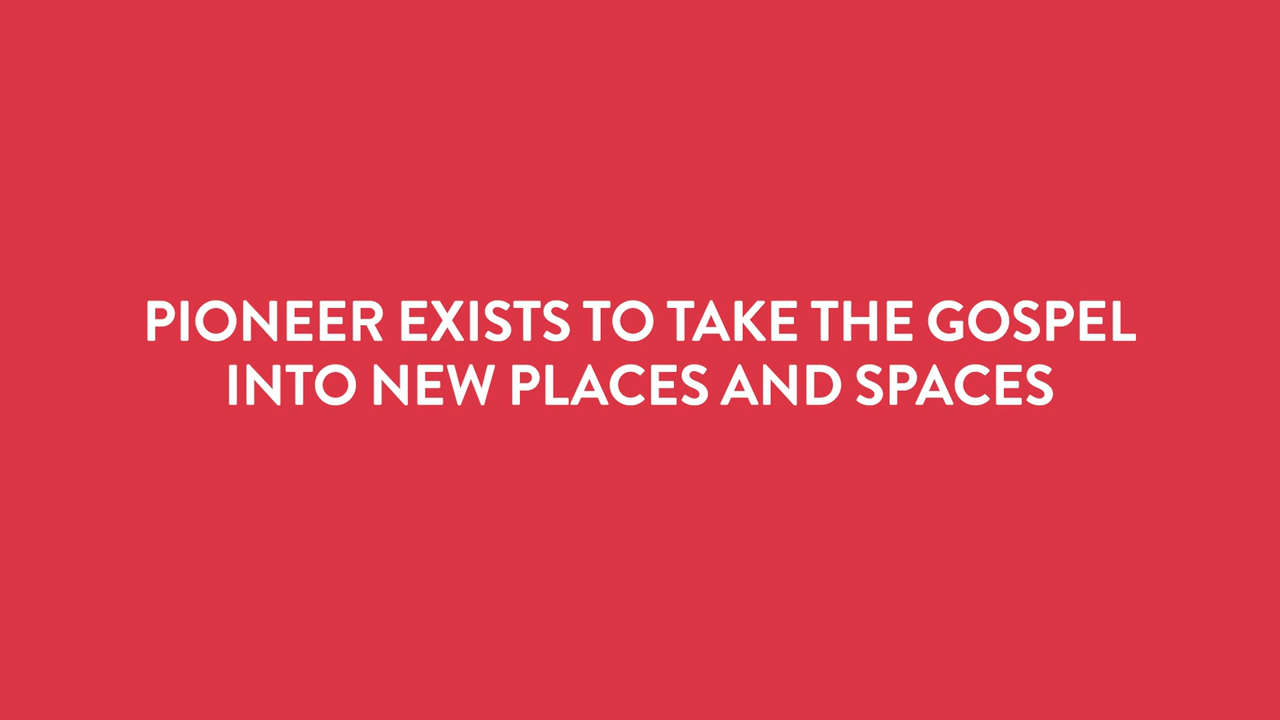 PIONEER EXISTS TO TAKE THE GOSPEL
INTO NEW PLACES AND SPACES